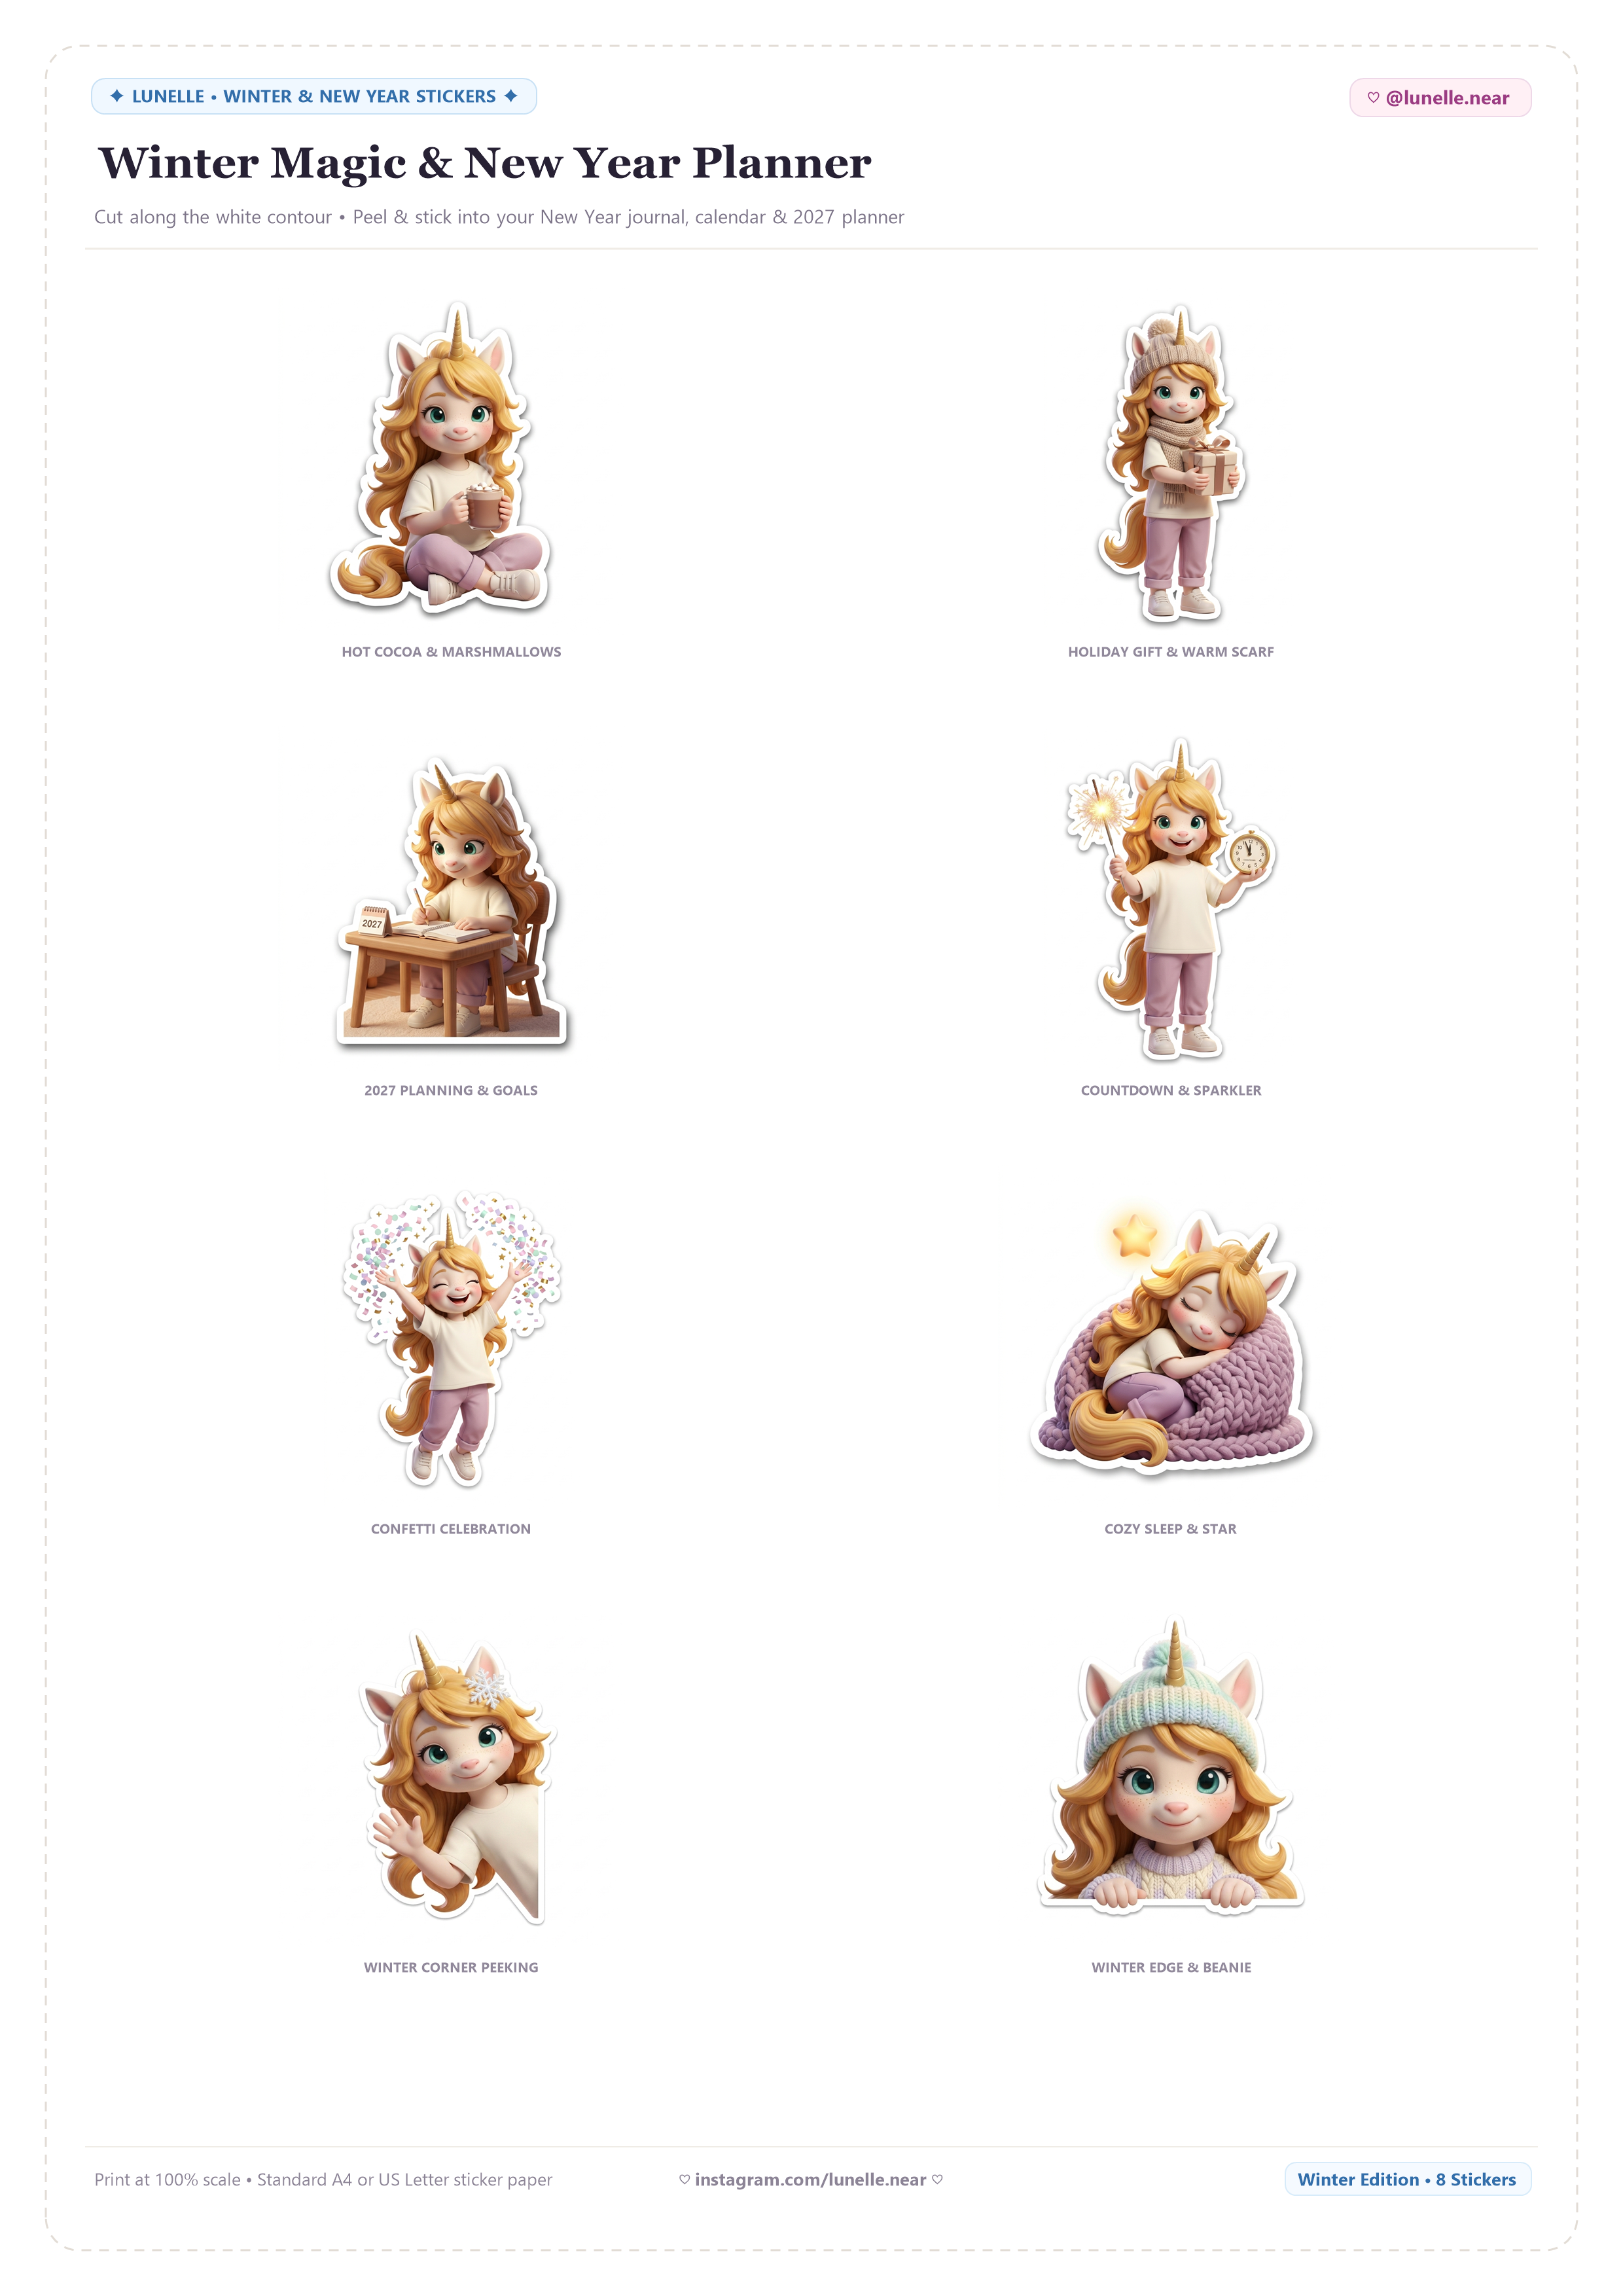 ✦ LUNELLE • WINTER & NEW YEAR STICKERS ✦
♡ @lunelle.near
Winter Magic & New Year Planner
Cut along the white contour • Peel & stick into your New Year journal, calendar & 2027 planner
HOT COCOA & MARSHMALLOWS
HOLIDAY GIFT & WARM SCARF
2027
2027 PLANNING & GOALS
COUNTDOWN & SPARKLER
CONFETTI CELEBRATION
COZY SLEEP & STAR
WINTER CORNER PEEKING
WINTER EDGE & BEANIE
Print at 100% scale • Standard A4 or US Letter sticker paper
♡ instagram.com/lunelle.near ♡
Winter Edition • 8 Stickers